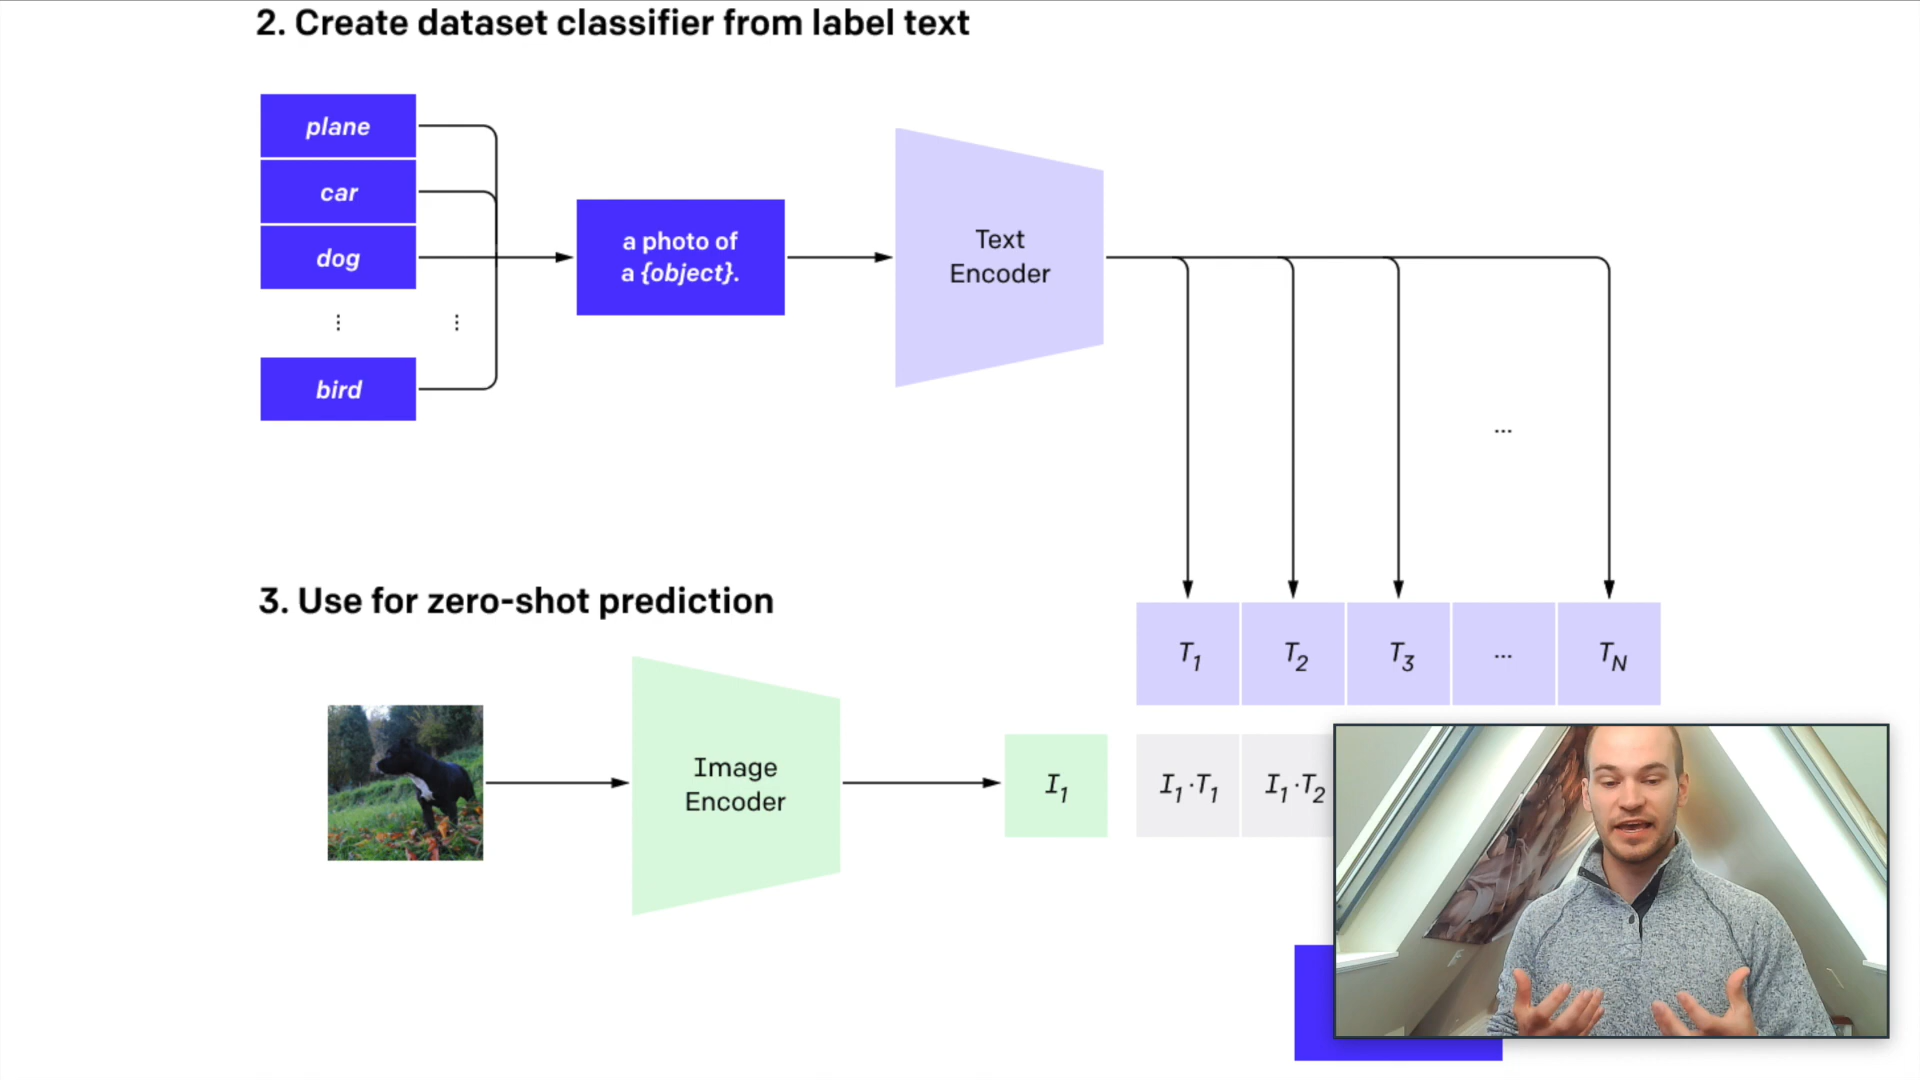 2. Create dataset classifier from label text
plane
car
dog
⋮ ⋮
bird
a photo of
a {object}.
Text
Encoder
...
3. Use for zero-shot prediction
T1 T2 T3 ... TN
Image
Encoder
I1 I1·T1 I1·T2